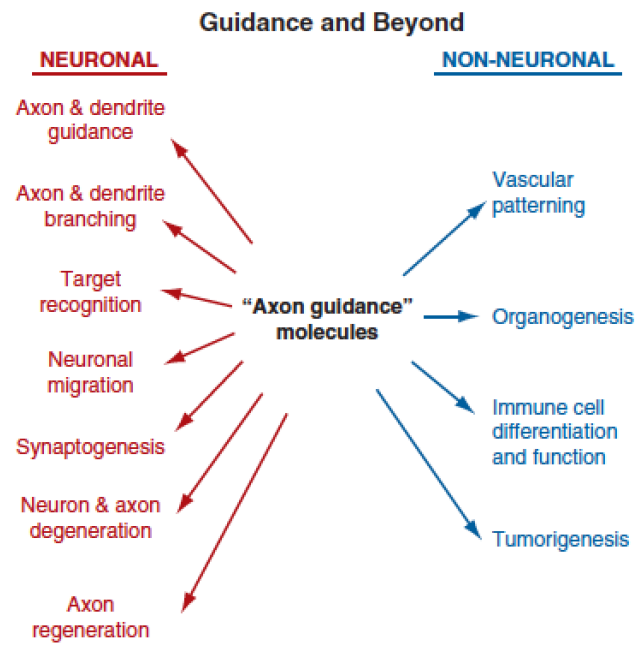 Guidance and Beyond
NEURONAL
Axon & dendrite
guidance
Axon & dendrite
branching
Target
recognition
Neuronal
migration
Synaptogenesis
Neuron & axon
degeneration
Axon
regeneration
“Axon guidance”
molecules
NON-NEURONAL
Vascular
patterning
Organogenesis
Immune cell
differentiation
and function
Tumorigenesis